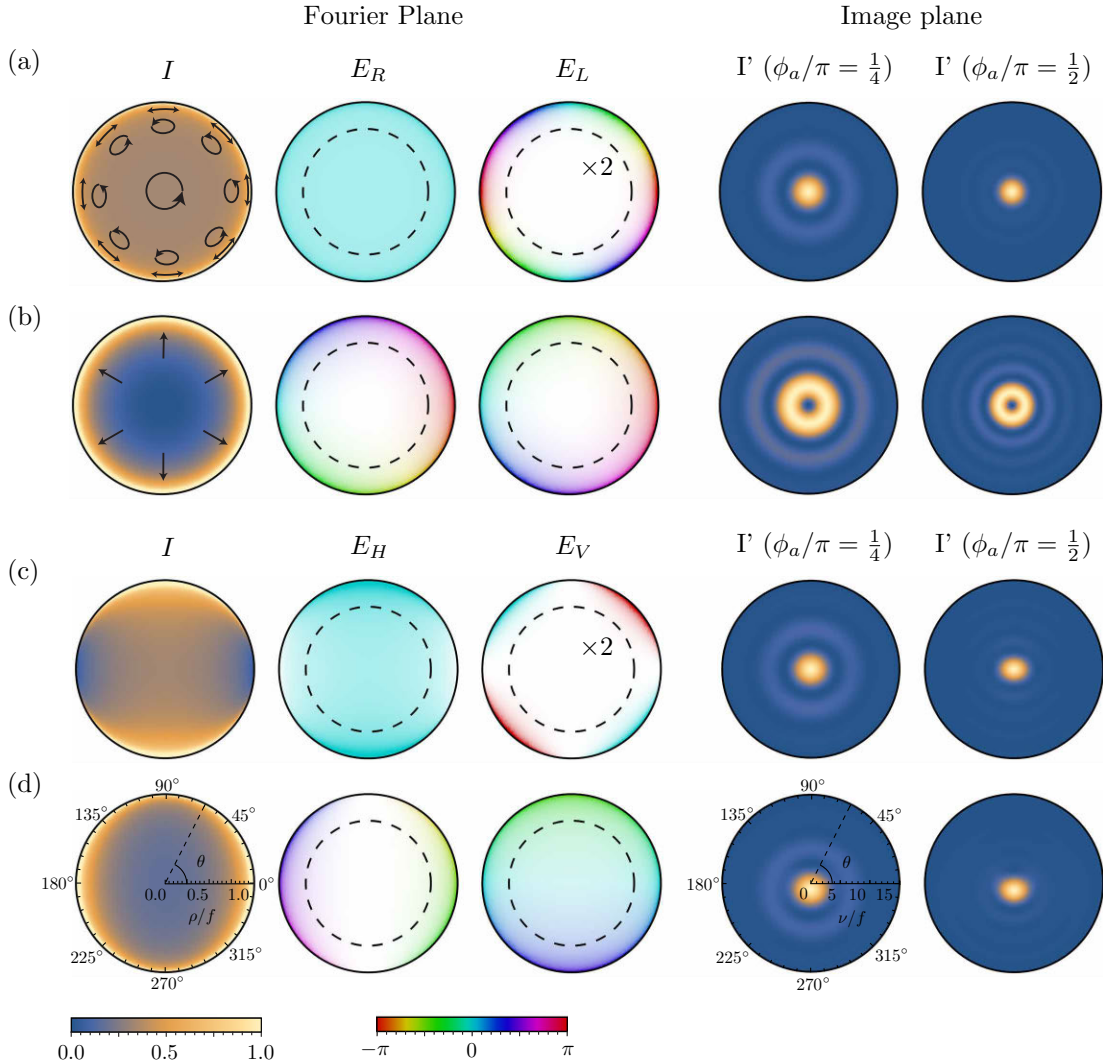 Fourier Plane Image plane
(a)
I E_R E_L I' (ϕ_a/π = 1/4) I' (ϕ_a/π = 1/2)
×2
(b)
(c)
I E_H E_V I' (ϕ_a/π = 1/4) I' (ϕ_a/π = 1/2)
×2
(d)
90° 90°
135° 45° 135° 45°
θ θ
180° 0° 180°
0.0 0.5 1.0 0 5 10 15
ρ/f ν/f
225° 315° 225° 315°
270° 270°
0.0 0.5 1.0 −π 0 π